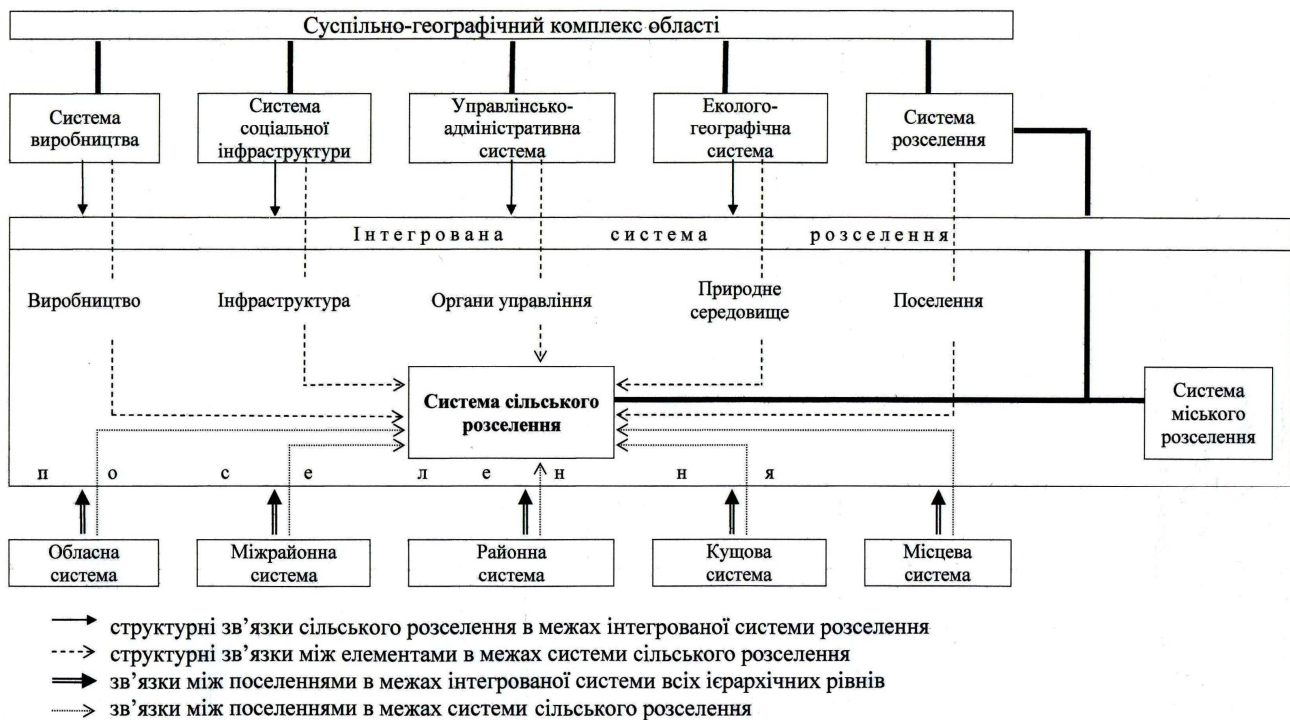 Суспільно-географічний комплекс області
Система
виробництва
Система
соціальної
інфраструктури
Управлінсько-
адміністративна
система
Еколого-
географічна
система
Система
розселення
Інтегрована система розселення
Виробництво
Інфраструктура
Органи управління
Природне
середовище
Поселення
Система сільського
розселення
Система
міського
розселення
поселення
Обласна
система
Міжрайонна
система
Районна
система
Кущова
система
Місцева
система
структурні зв’язки сільського розселення в межах інтегрованої системи розселення
структурні зв’язки між елементами в межах системи сільського розселення
зв’язки між поселеннями в межах інтегрованої системи всіх ієрархічних рівнів
зв’язки між поселеннями в межах системи сільського розселення